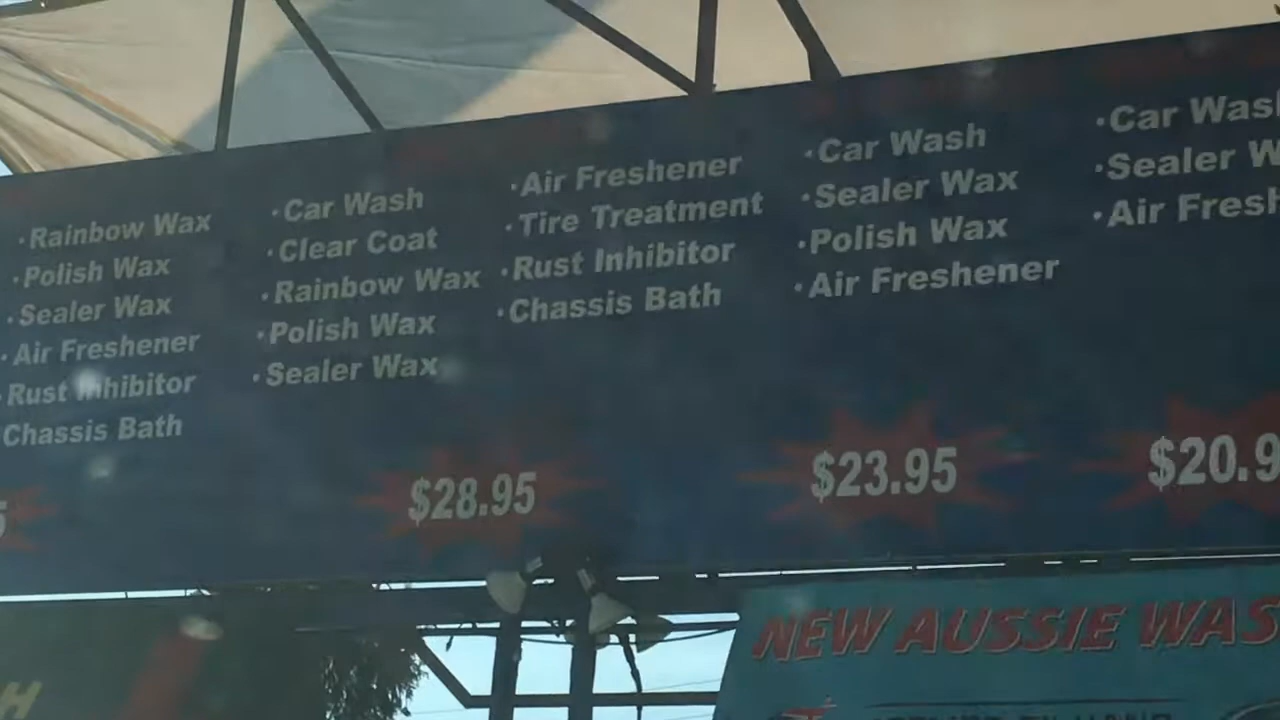 ·Rainbow Wax
·Polish Wax
·Sealer Wax
·Air Freshener
Rust Inhibitor
Chassis Bath
5
·Car Wash
·Clear Coat
·Rainbow Wax
·Polish Wax
·Sealer Wax
·Air Freshener
·Tire Treatment
·Rust Inhibitor
·Chassis Bath
$28.95
·Car Wash
·Sealer Wax
·Polish Wax
·Air Freshener
$23.95
·Car Wash
·Sealer W
·Air Fresh
$20.9
H
NEW AUSSIE WAS